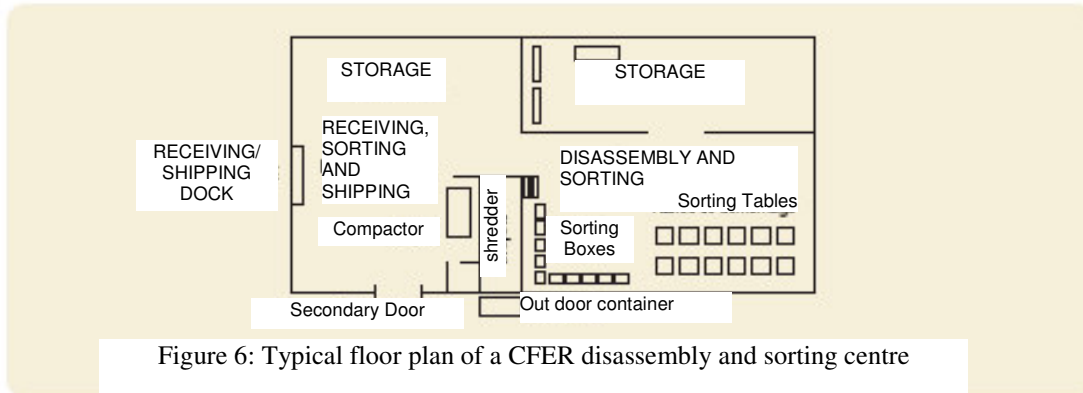 STORAGE
STORAGE
RECEIVING/
SHIPPING
DOCK
RECEIVING,
SORTING
AND
SHIPPING
Compactor
shredder
DISASSEMBLY AND
SORTING
Sorting Tables
Sorting
Boxes
Secondary Door
Out door container
Figure 6: Typical floor plan of a CFER disassembly and sorting centre